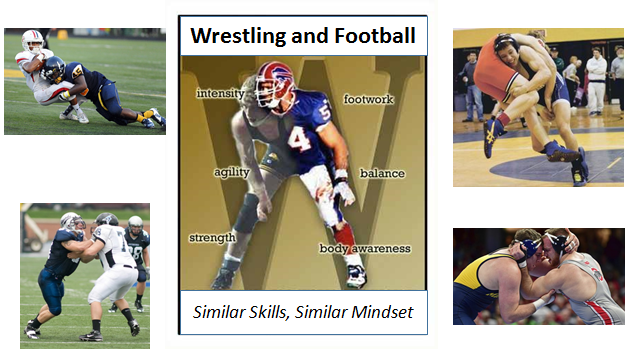 Wrestling and Football
intensity
footwork
agility
balance
strength
body awareness
Similar Skills, Similar Mindset